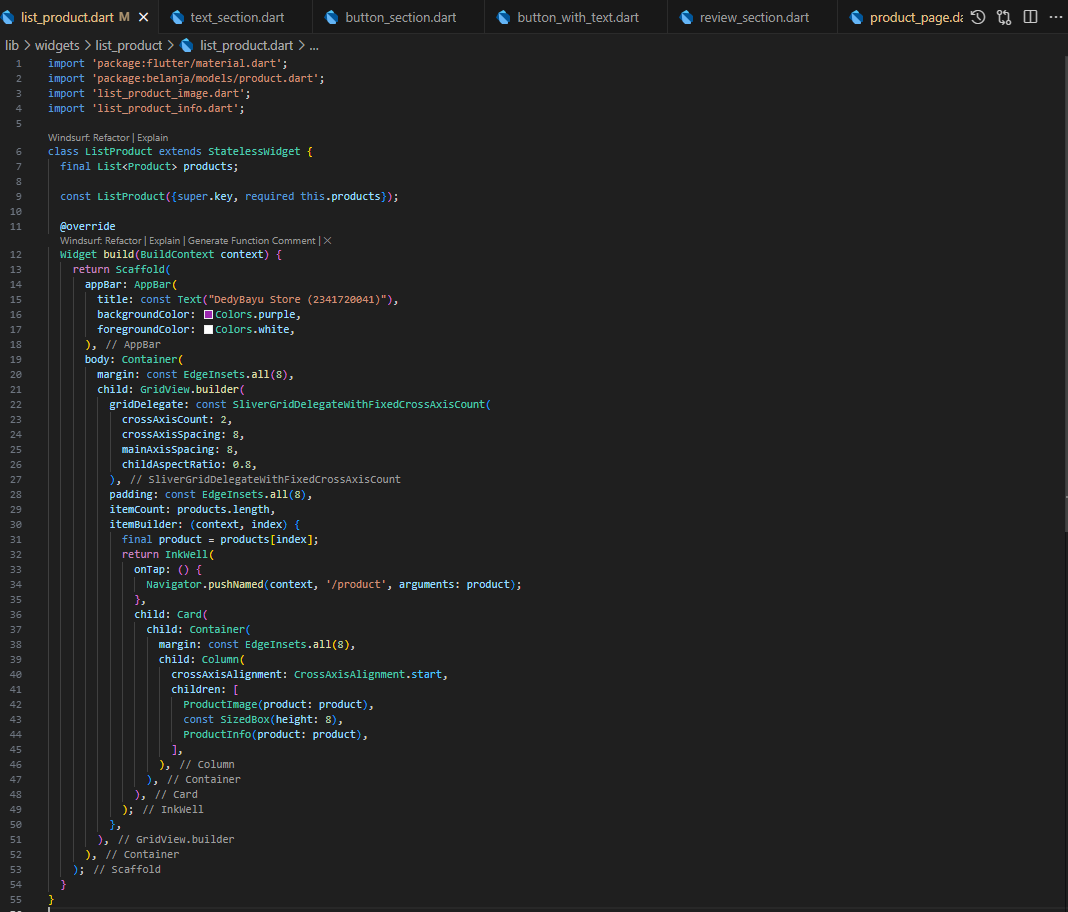 list_product.dart M
text_section.dart
button_section.dart
button_with_text.dart
review_section.dart
product_page.da
lib > widgets > list_product > list_product.dart > ...
1 import 'package:flutter/material.dart';
2 import 'package:belanja/models/product.dart';
3 import 'list_product_image.dart';
4 import 'list_product_info.dart';
5
Windsurf: Refactor | Explain
6 class ListProduct extends StatelessWidget {
7 final List<Product> products;
8
9 const ListProduct({super.key, required this.products});
10
11 @override
Windsurf: Refactor | Explain | Generate Function Comment | X
12 Widget build(BuildContext context) {
13 return Scaffold(
14 appBar: AppBar(
15 title: const Text("DedyBayu Store (2341720041)"),
16 backgroundColor: Colors.purple,
17 foregroundColor: Colors.white,
18 ), // AppBar
19 body: Container(
20 margin: const EdgeInsets.all(8),
21 child: GridView.builder(
22 gridDelegate: const SliverGridDelegateWithFixedCrossAxisCount(
23 crossAxisCount: 2,
24 crossAxisSpacing: 8,
25 mainAxisSpacing: 8,
26 childAspectRatio: 0.8,
27 ), // SliverGridDelegateWithFixedCrossAxisCount
28 padding: const EdgeInsets.all(8),
29 itemCount: products.length,
30 itemBuilder: (context, index) {
31 final product = products[index];
32 return InkWell(
33 onTap: () {
34 Navigator.pushNamed(context, '/product', arguments: product);
35 },
36 child: Card(
37 child: Container(
38 margin: const EdgeInsets.all(8),
39 child: Column(
40 crossAxisAlignment: CrossAxisAlignment.start,
41 children: [
42 ProductImage(product: product),
43 const SizedBox(height: 8),
44 ProductInfo(product: product),
45 ],
46 ), // Column
47 ), // Container
48 ), // Card
49 ); // InkWell
50 },
51 ), // GridView.builder
52 ), // Container
53 ); // Scaffold
54 }
55 }